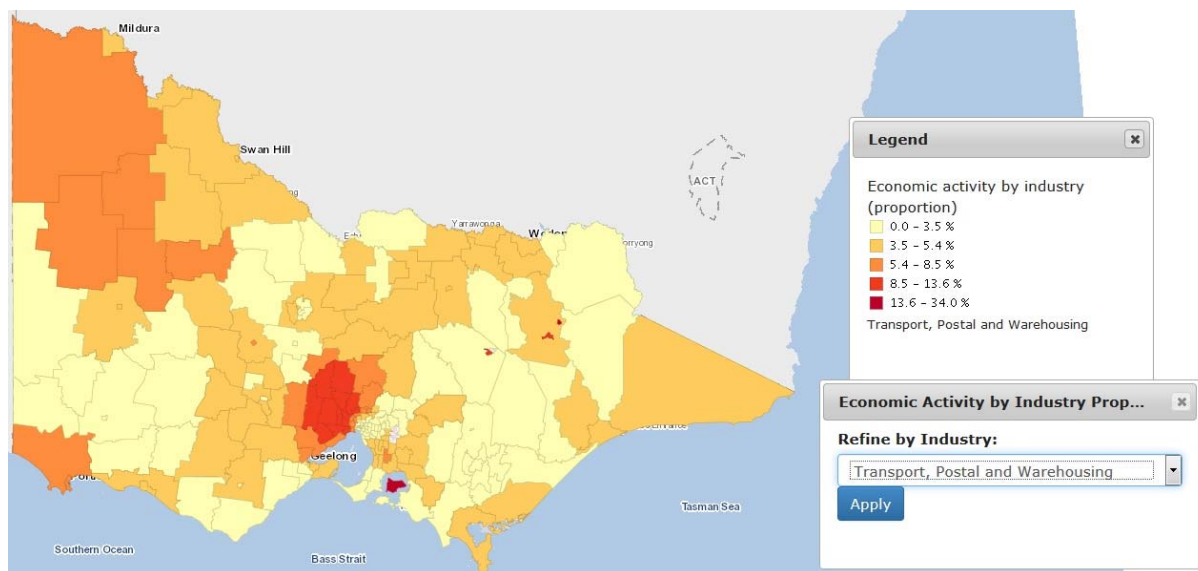 Mildura
Swan Hill
ACT
Yarrawonga
Geelong
Tasman Sea
Southern Ocean
Bass Strait
Legend
Economic activity by industry
(proportion)
0.0 – 3.5 %
3.5 – 5.4 %
5.4 – 8.5 %
8.5 – 13.6 %
13.6 – 34.0 %
Transport, Postal and Warehousing
Economic Activity by Industry Prop...
Refine by Industry:
Transport, Postal and Warehousing
Apply